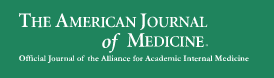 THE AMERICAN JOURNAL
of MEDICINE®
Official Journal of the Alliance for Academic Internal Medicine